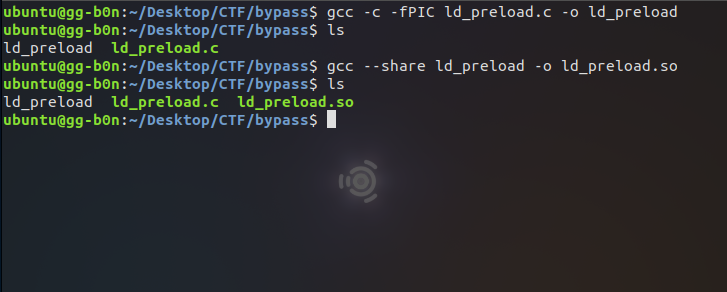 ubuntu@gg-b0n:~/Desktop/CTF/bypass$ gcc -c -fPIC ld_preload.c -o ld_preload
ubuntu@gg-b0n:~/Desktop/CTF/bypass$ ls
ld_preload  ld_preload.c
ubuntu@gg-b0n:~/Desktop/CTF/bypass$ gcc --share ld_preload -o ld_preload.so
ubuntu@gg-b0n:~/Desktop/CTF/bypass$ ls
ld_preload  ld_preload.c  ld_preload.so
ubuntu@gg-b0n:~/Desktop/CTF/bypass$